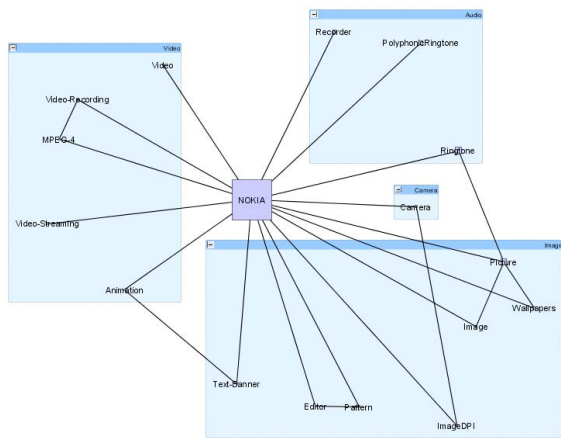 Audio
Recorder
PolyphonicRingtone
Video
Video
Video-Recording
MPEG-4
Ringtone
Camera
NOKIA
Camera
Video-Streaming
Image
Picture
Animation
Wallpapers
Image
Text-Banner
Editor
Pattern
ImageDPI